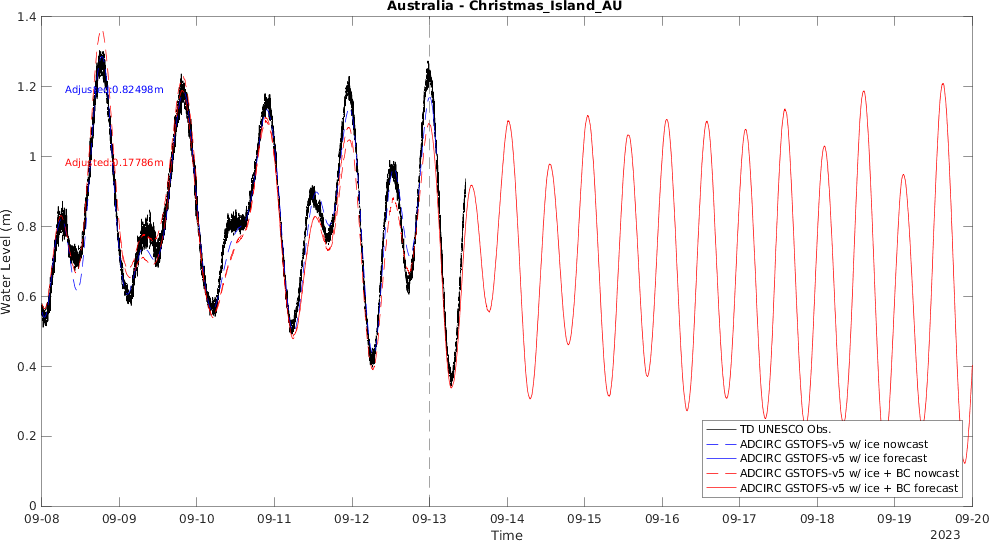 Australia - Christmas_Island_AU
1.4
1.2
1
0.8
0.6
0.4
0.2
0
Water Level (m)
Adjusted:0.82498m
Adjusted:0.17786m
TD UNESCO Obs.
ADCIRC GSTOFS-v5 w/ ice nowcast
ADCIRC GSTOFS-v5 w/ ice forecast
ADCIRC GSTOFS-v5 w/ ice + BC nowcast
ADCIRC GSTOFS-v5 w/ ice + BC forecast
09-08 09-09 09-10 09-11 09-12 09-13 09-14 09-15 09-16 09-17 09-18 09-19 09-20
Time
2023